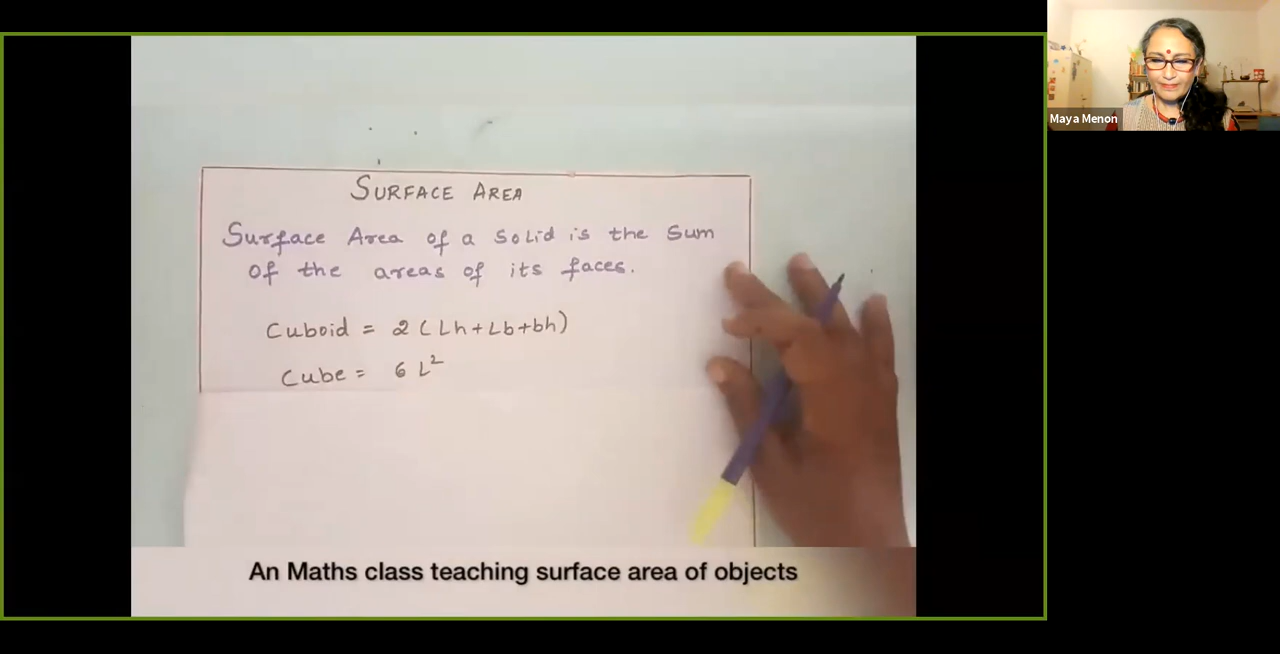 SURFACE AREA
Surface Area of a Solid is the Sum
of the areas of its faces.
Cuboid = 2 (Lh+Lb+bh)
Cube = 6 L²
An Maths class teaching surface area of objects
Maya Menon